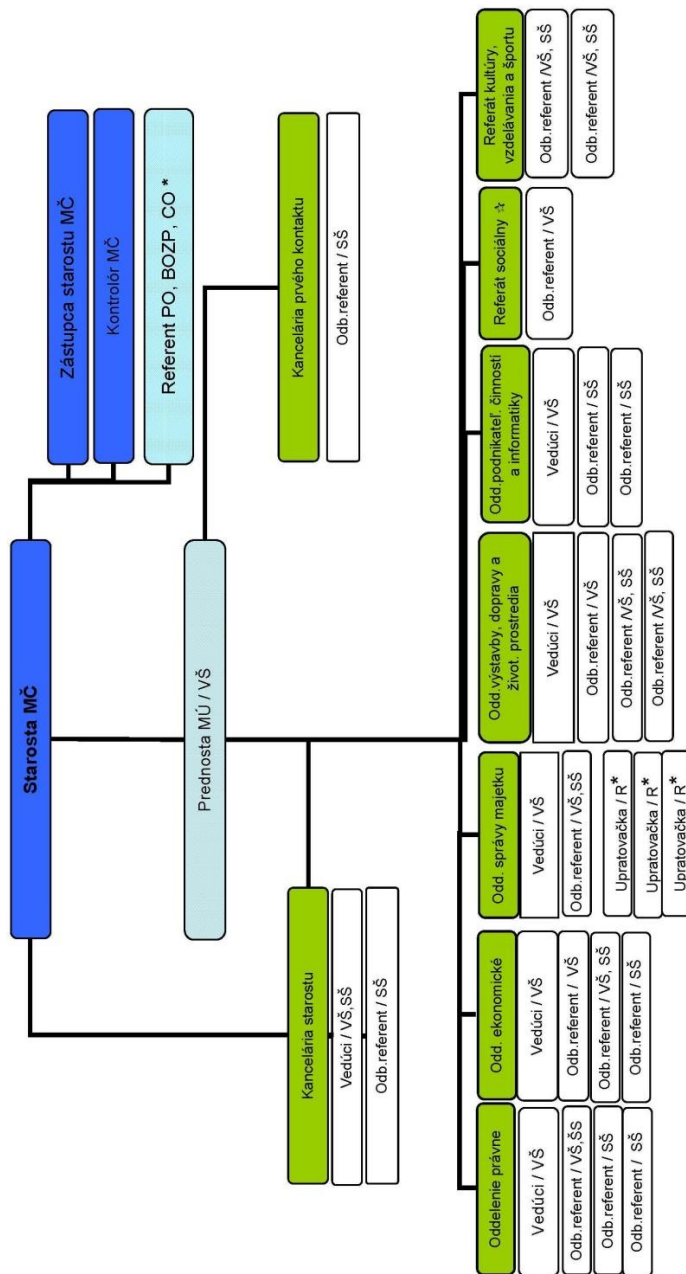 Starosta MČ
Zástupca starostu MČ
Kontrolór MČ
Referent PO, BOZP, CO *
Prednosta MÚ / VŠ
Kancelária starostu
Vedúci / VŠ,SŠ
Odb.referent / SŠ
Kancelária prvého kontaktu
Odb.referent / SŠ
Oddelenie právne
Vedúci / VŠ
Odb.referent / VŠ,ŠS
Odb.referent / SŠ
Odb.referent / SŠ
Odd. ekonomické
Vedúci / VŠ
Odb.referent / VŠ
Odb.referent / VŠ, SŠ
Odb.referent / SŠ
Odd. správy majetku
Vedúci / VŠ
Odb.referent / VŠ,SŠ
Upratovačka / R*
Upratovačka / R*
Upratovačka / R*
Odd.výstavby, dopravy a
život. prostredia
Vedúci / VŠ
Odb.referent / VŠ
Odb.referent /VŠ, SŠ
Odb.referent /VŠ, SŠ
Odd.podnikateľ. činností
a informatiky
Vedúci / VŠ
Odb.referent / SŠ
Odb.referent / SŠ
Referát sociálny ☆
Odb.referent / VŠ
Referát kultúry,
vzdelávania a športu
Odb.referent /VŠ, SŠ
Odb.referent /VŠ, SŠ